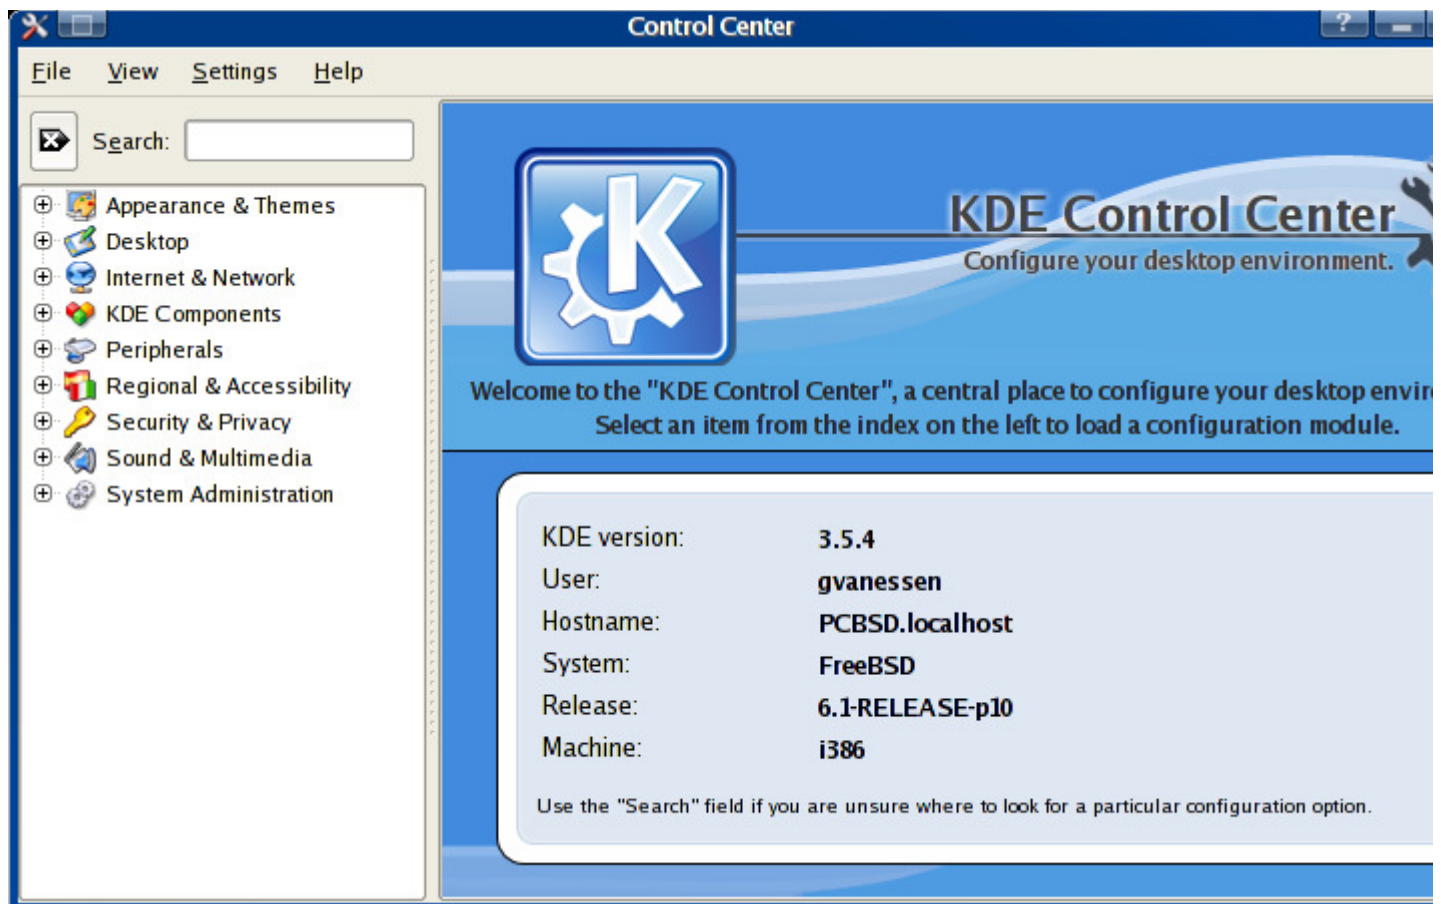 Control Center
?
File View Settings Help
Search:
Appearance & Themes
Desktop
Internet & Network
KDE Components
Peripherals
Regional & Accessibility
Security & Privacy
Sound & Multimedia
System Administration
K
KDE Control Center
Configure your desktop environment.
Welcome to the "KDE Control Center", a central place to configure your desktop enviro
Select an item from the index on the left to load a configuration module.
KDE version: 3.5.4
User: gvanessen
Hostname: PCBSD.localhost
System: FreeBSD
Release: 6.1-RELEASE-p10
Machine: i386
Use the "Search" field if you are unsure where to look for a particular configuration option.